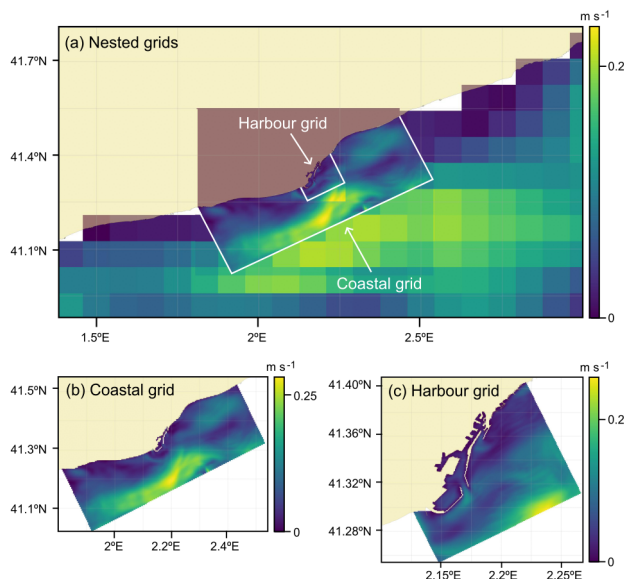 m s⁻¹
(a) Nested grids
41.7ºN
0.2
Harbour grid
41.4ºN
41.1ºN
Coastal grid
0
1.5ºE
2ºE
2.5ºE
m s⁻¹
m s⁻¹
(b) Coastal grid
(c) Harbour grid
41.5ºN
0.25
41.40ºN
0.2
41.36ºN
41.3ºN
41.32ºN
41.1ºN
41.28ºN
0
0
2ºE
2.2ºE
2.4ºE
2.15ºE
2.2ºE
2.25ºE